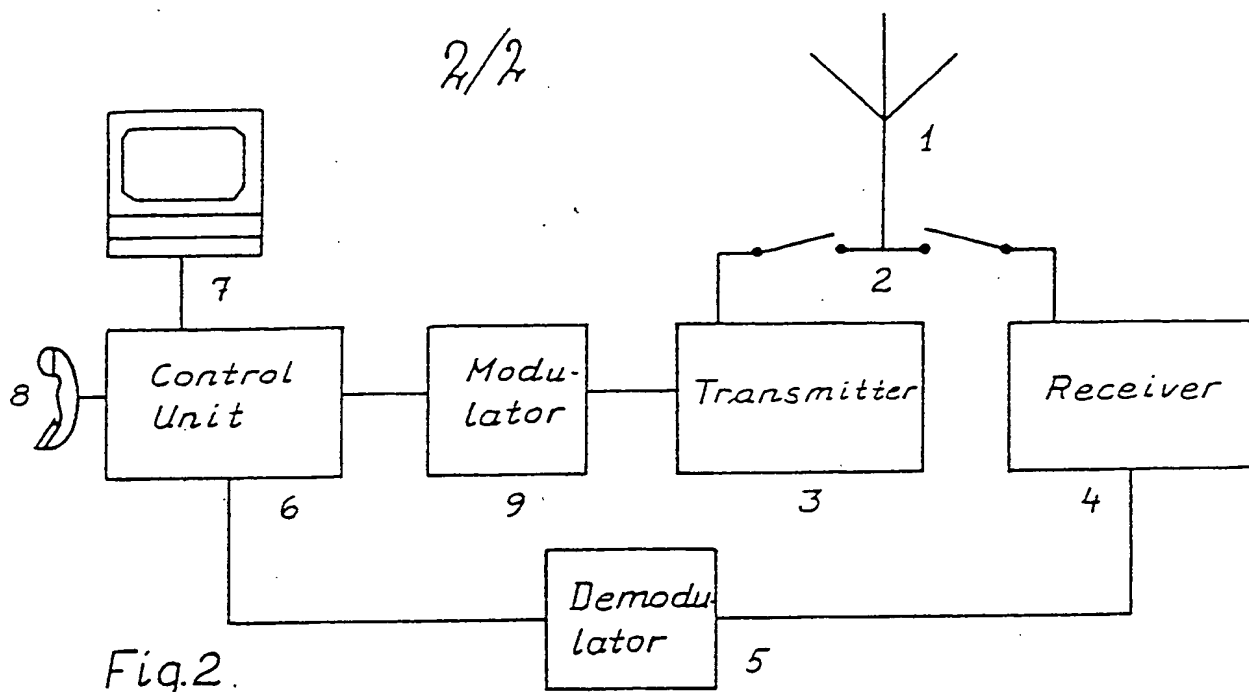 2/2
1
2
7
8
Control
Unit
Modu-
lator
Transmitter
Receiver
6
9
3
4
Demodu-
lator
5
Fig.2.